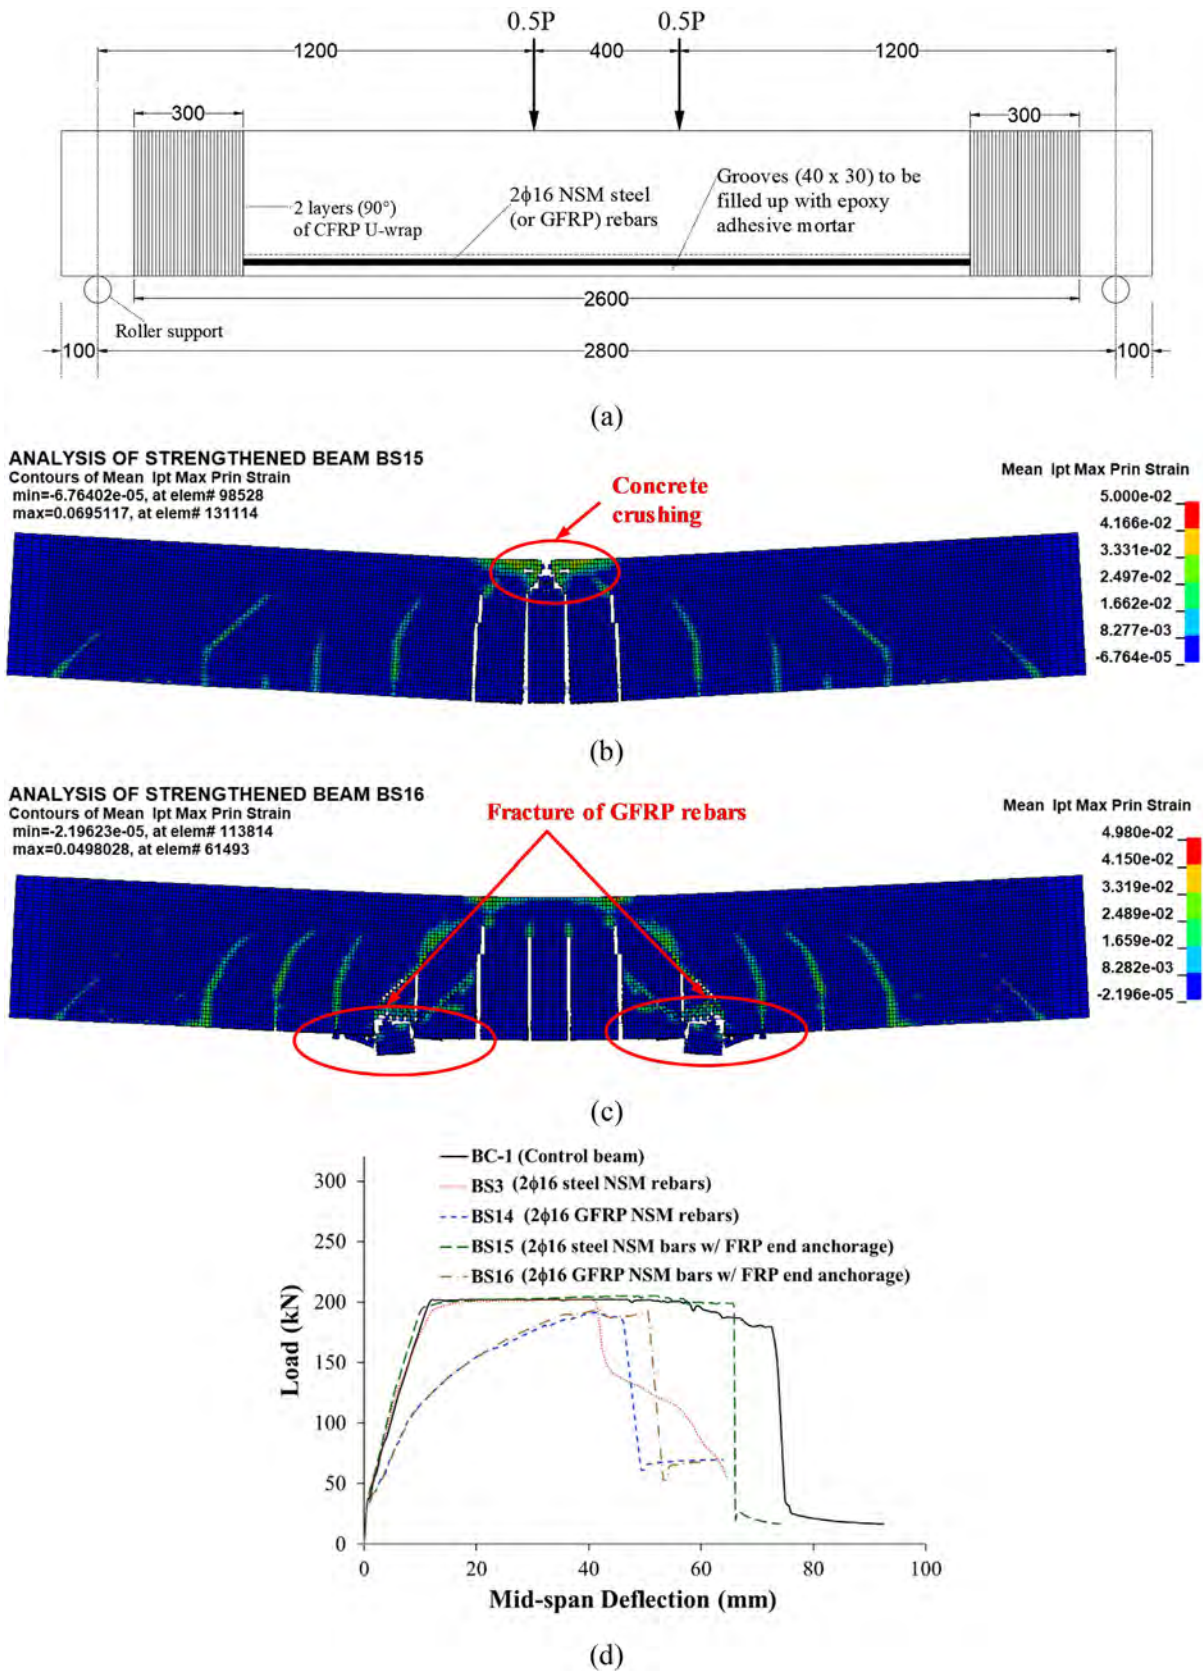 0.5P 0.5P
1200 400 1200
300 300
2 layers (90°)
of CFRP U-wrap
2ϕ16 NSM steel
(or GFRP) rebars
Grooves (40 x 30) to be
filled up with epoxy
adhesive mortar
2600
Roller support
100 2800 100
(a)
ANALYSIS OF STRENGTHENED BEAM BS15
Contours of Mean Ipt Max Prin Strain
min=-6.76402e-05, at elem# 98528
max=0.0695117, at elem# 131114
Concrete
crushing
Mean Ipt Max Prin Strain
5.000e-02
4.166e-02
3.331e-02
2.497e-02
1.662e-02
8.277e-03
-6.764e-05
(b)
ANALYSIS OF STRENGTHENED BEAM BS16
Contours of Mean Ipt Max Prin Strain
min=-2.19623e-05, at elem# 113814
max=0.0498028, at elem# 61493
Fracture of GFRP rebars
Mean Ipt Max Prin Strain
4.980e-02
4.150e-02
3.319e-02
2.489e-02
1.659e-02
8.282e-03
-2.196e-05
(c)
BC-1 (Control beam)
BS3 (2ϕ16 steel NSM rebars)
BS14 (2ϕ16 GFRP NSM rebars)
BS15 (2ϕ16 steel NSM bars w/ FRP end anchorage)
BS16 (2ϕ16 GFRP NSM bars w/ FRP end anchorage)
300
250
200
150
100
50
0
Load (kN)
0 20 40 60 80 100
Mid-span Deflection (mm)
(d)